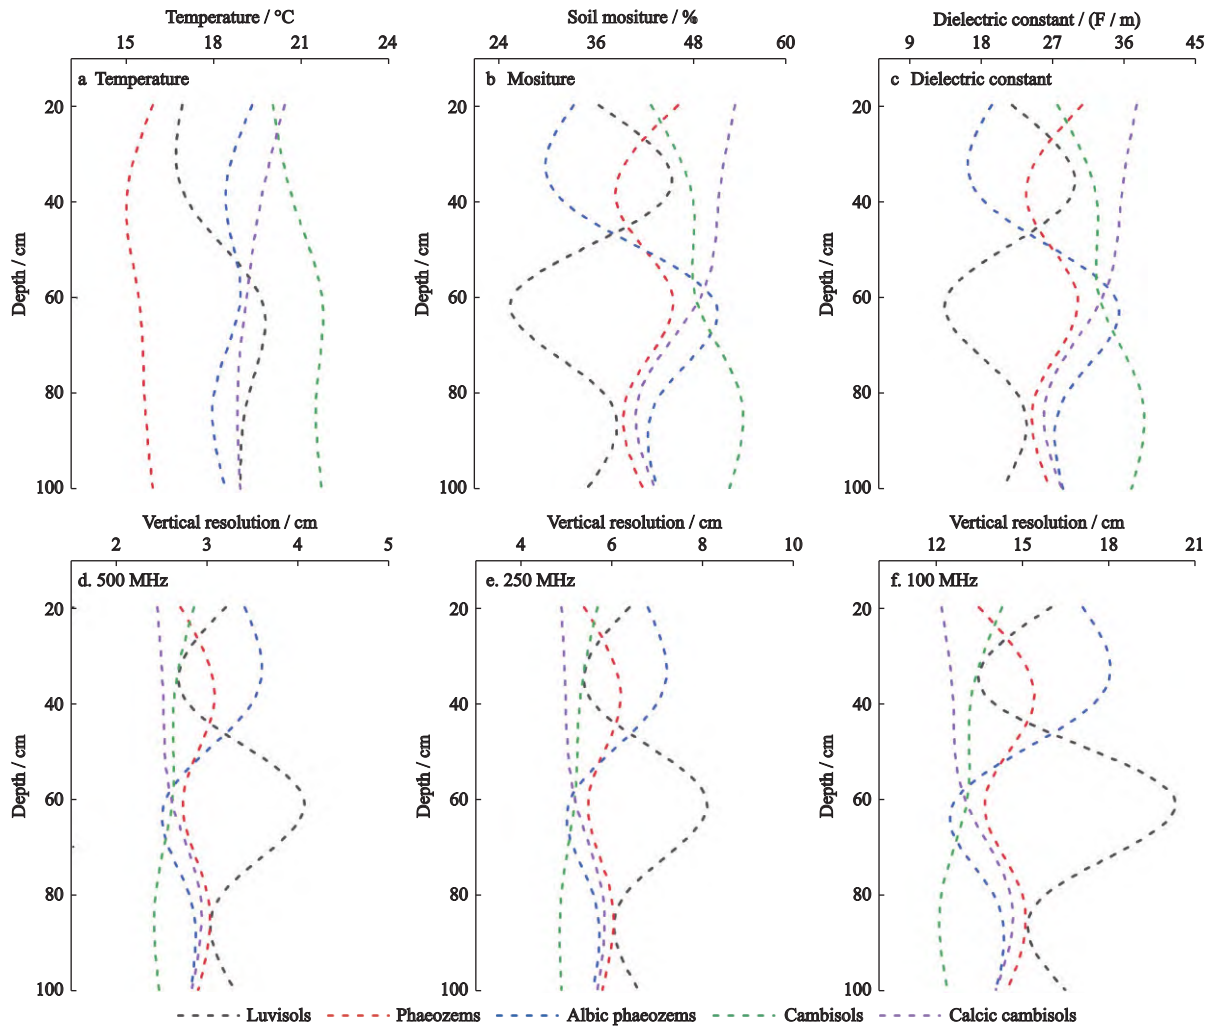 Temperature / °C
Soil mositure / %
Dielectric constant / (F / m)
15 18 21 24
24 36 48 60
9 18 27 36 45
a Temperature
b Mositure
c Dielectric constant
20 20 20
40 40 40
60 60 60
80 80 80
100 100 100
Depth / cm
Depth / cm
Depth / cm
Vertical resolution / cm
Vertical resolution / cm
Vertical resolution / cm
2 3 4 5
4 6 8 10
12 15 18 21
d. 500 MHz
e. 250 MHz
f. 100 MHz
20 20 20
40 40 40
60 60 60
80 80 80
100 100 100
Depth / cm
Depth / cm
Depth / cm
Luvisols Phaeozems Albic phaeozems Cambisols Calcic cambisols